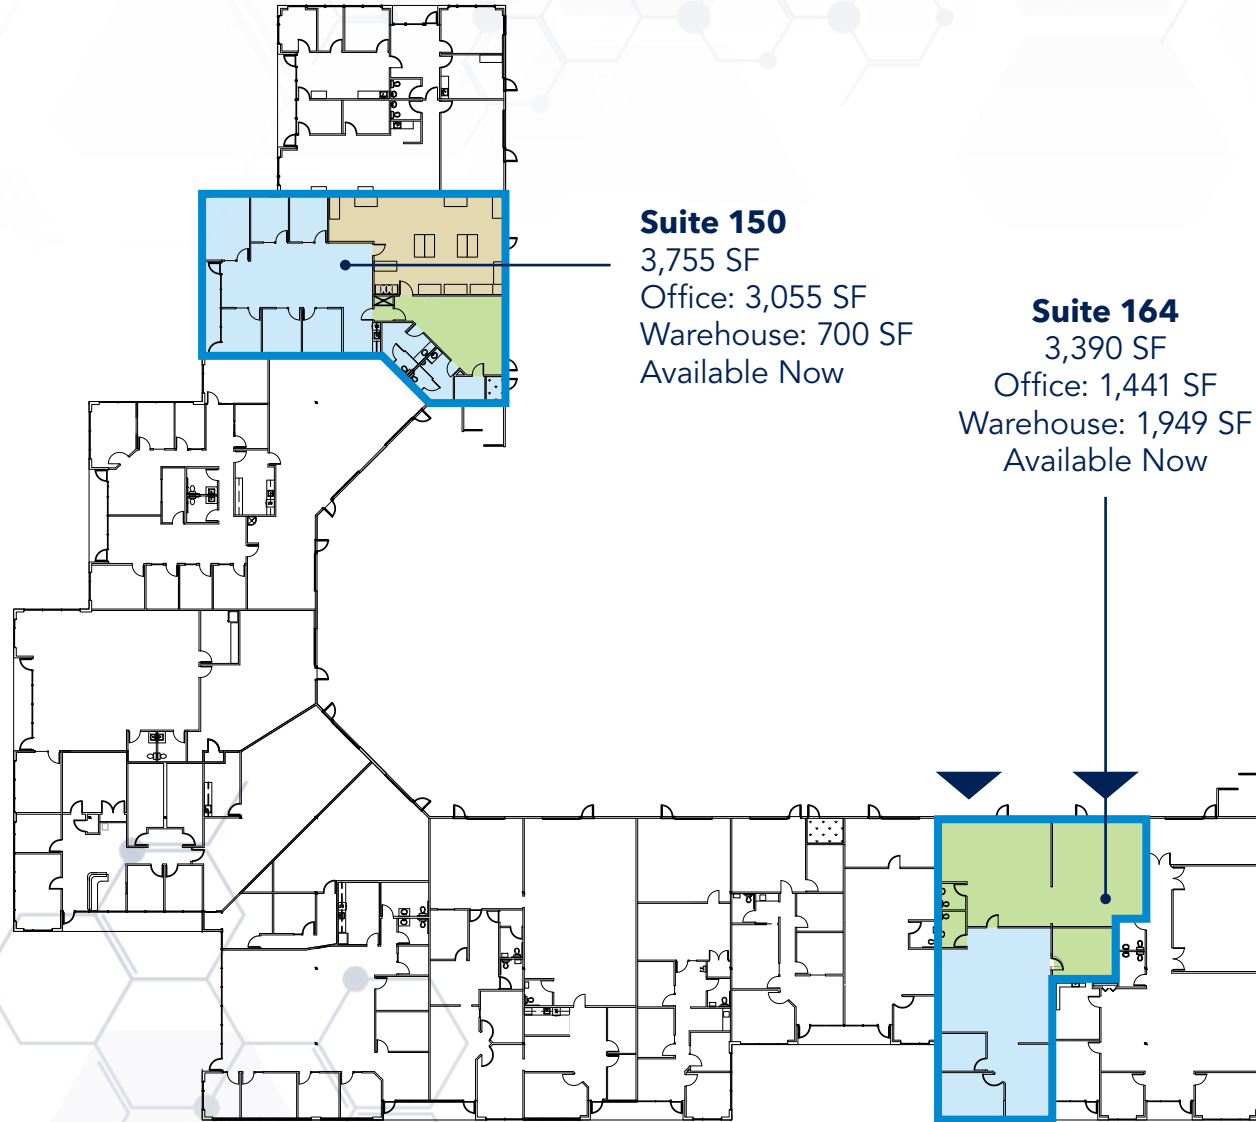 Suite 150
3,755 SF
Office: 3,055 SF
Warehouse: 700 SF
Available Now
Suite 164
3,390 SF
Office: 1,441 SF
Warehouse: 1,949 SF
Available Now